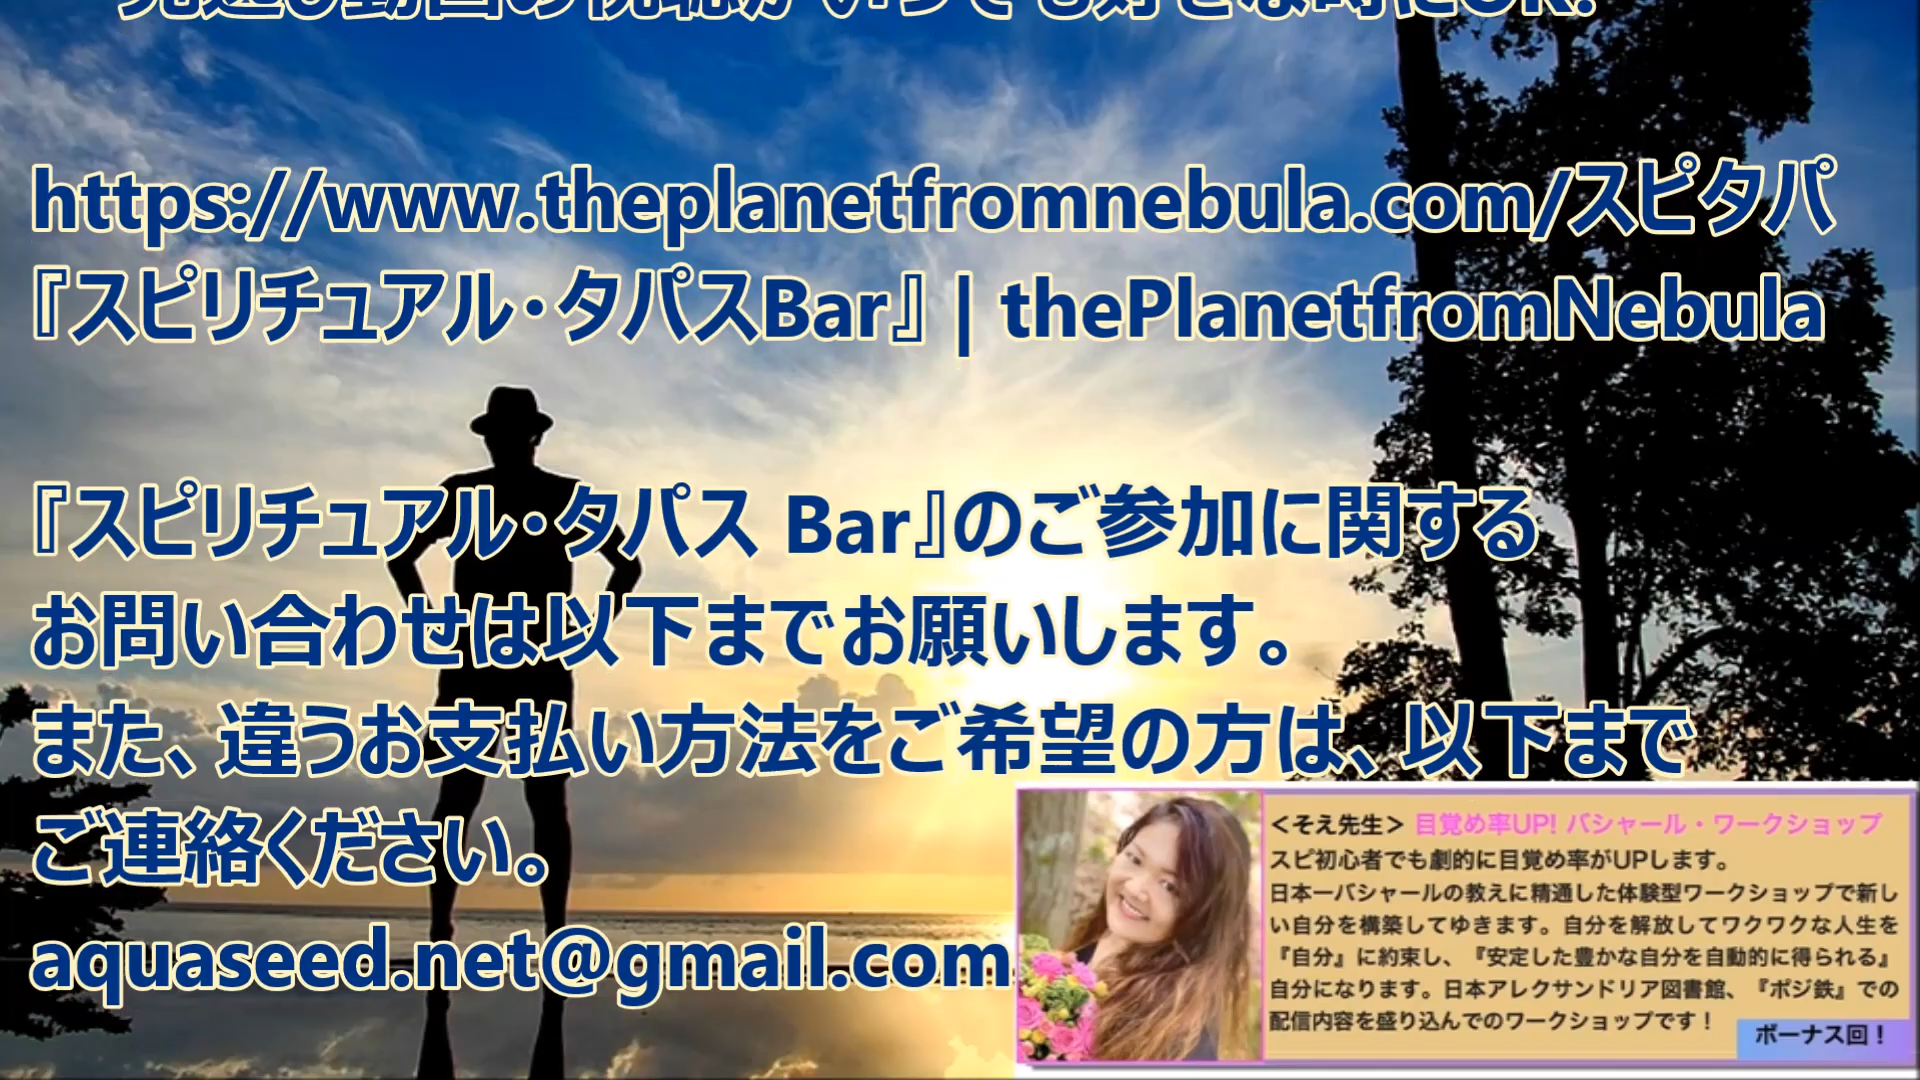 https://www.theplanetfromnebula.com/スピタパ
『スピリチュアル・タパスBar』 | thePlanetfromNebula
『スピリチュアル・タパス Bar』のご参加に関する
お問い合わせは以下までお願いします。
また、違うお支払い方法をご希望の方は、以下まで
ご連絡ください。
aquaseed.net@gmail.com
＜そえ先生＞ 目覚め率UP! バシャール・ワークショップ
スピ初心者でも劇的に目覚め率がUPします。
日本一バシャールの教えに精通した体験型ワークショップで新し
い自分を構築してゆきます。自分を解放してワクワクな人生を
『自分』に約束し、『安定した豊かな自分を自動的に得られる』
自分になります。日本アレクサンドリア図書館、『ポジ鉄』での
配信内容を盛り込んでのワークショップです！
ボーナス回！